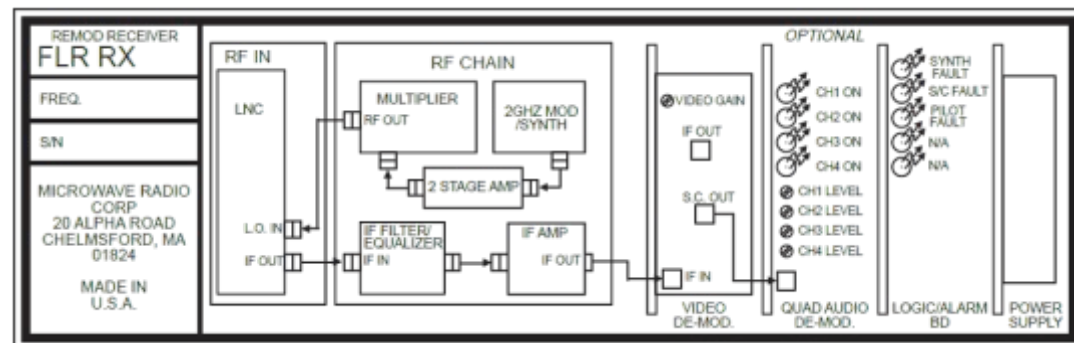 REMOD RECEIVER
FLR RX
FREQ.
S/N
MICROWAVE RADIO
CORP
20 ALPHA ROAD
CHELMSFORD, MA
01824
MADE IN
U.S.A.
RF IN
LNC
L.O. IN
IF OUT
RF CHAIN
MULTIPLIER
RF OUT
2GHZ MOD
/SYNTH
2 STAGE AMP
IF FILTER/
EQUALIZER
IF IN
IF AMP
IF OUT
VIDEO GAIN
IF OUT
S.C. OUT
IF IN
VIDEO
DE-MOD.
OPTIONAL
CH1 ON
CH2 ON
CH3 ON
CH4 ON
CH1 LEVEL
CH2 LEVEL
CH3 LEVEL
CH4 LEVEL
QUAD AUDIO
DE-MOD.
SYNTH
FAULT
S/C FAULT
PILOT
FAULT
N/A
N/A
LOGIC/ALARM
BD
POWER
SUPPLY